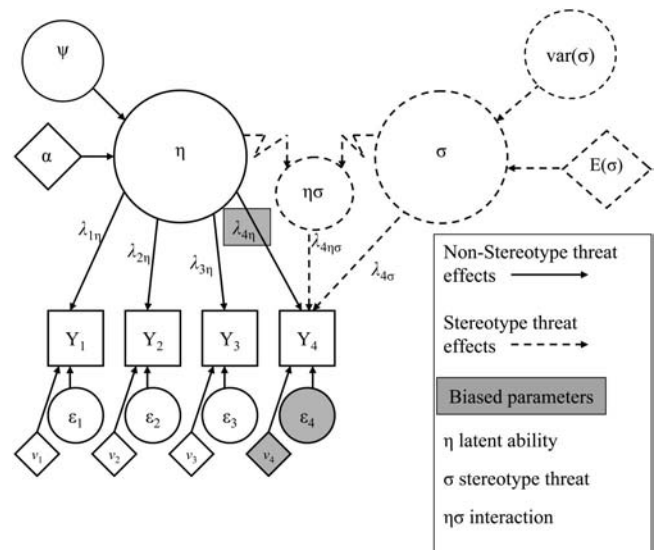 ψ
var(σ)
α
η
ησ
σ
E(σ)
λ1η
λ2η
λ3η
λ4η
λ4ησ
λ4σ
Y1
Y2
Y3
Y4
ε1
ε2
ε3
ε4
ν1
ν2
ν3
ν4
Non-Stereotype threat
effects
Stereotype threat
effects
Biased parameters
η latent ability
σ stereotype threat
ησ interaction